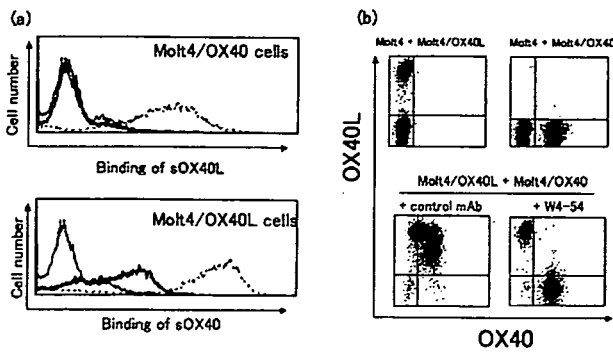 (a)
Molt4/OX40 cells
Cell number
Binding of sOX40L
Molt4/OX40L cells
Cell number
Binding of sOX40
(b)
Molt4 + Molt4/OX40L
Molt4 + Molt4/OX40
OX40L
Molt4/OX40L + Molt4/OX40
+ control mAb
+ W4-54
OX40